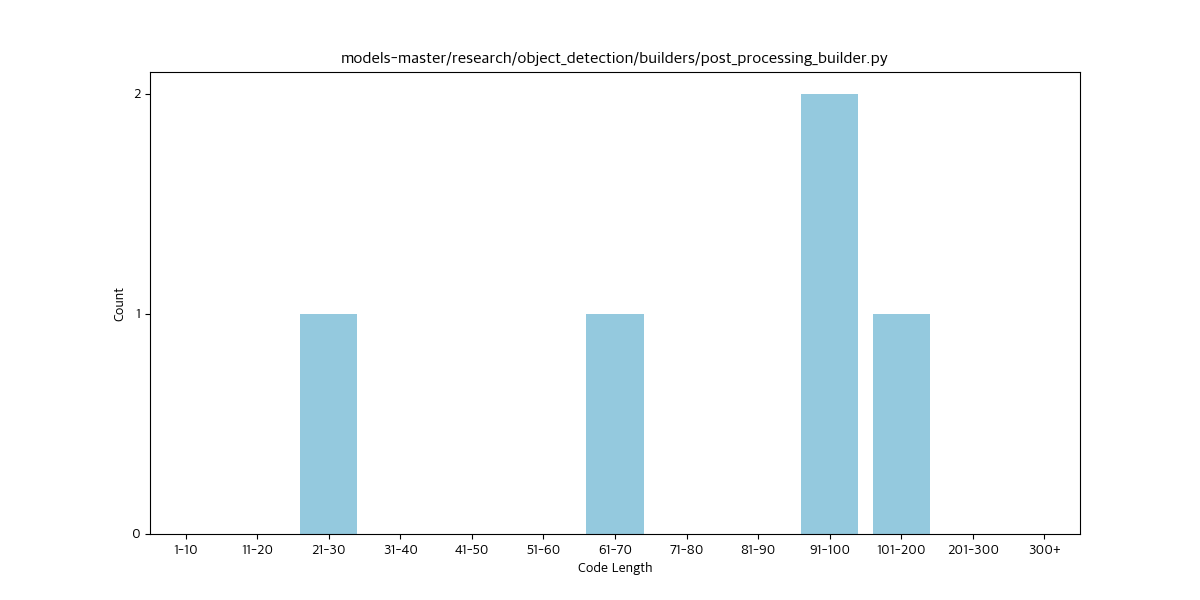 models-master/research/object_detection/builders/post_processing_builder.py
2
1
0
Count
1-10 11-20 21-30 31-40 41-50 51-60 61-70 71-80 81-90 91-100 101-200 201-300 300+
Code Length